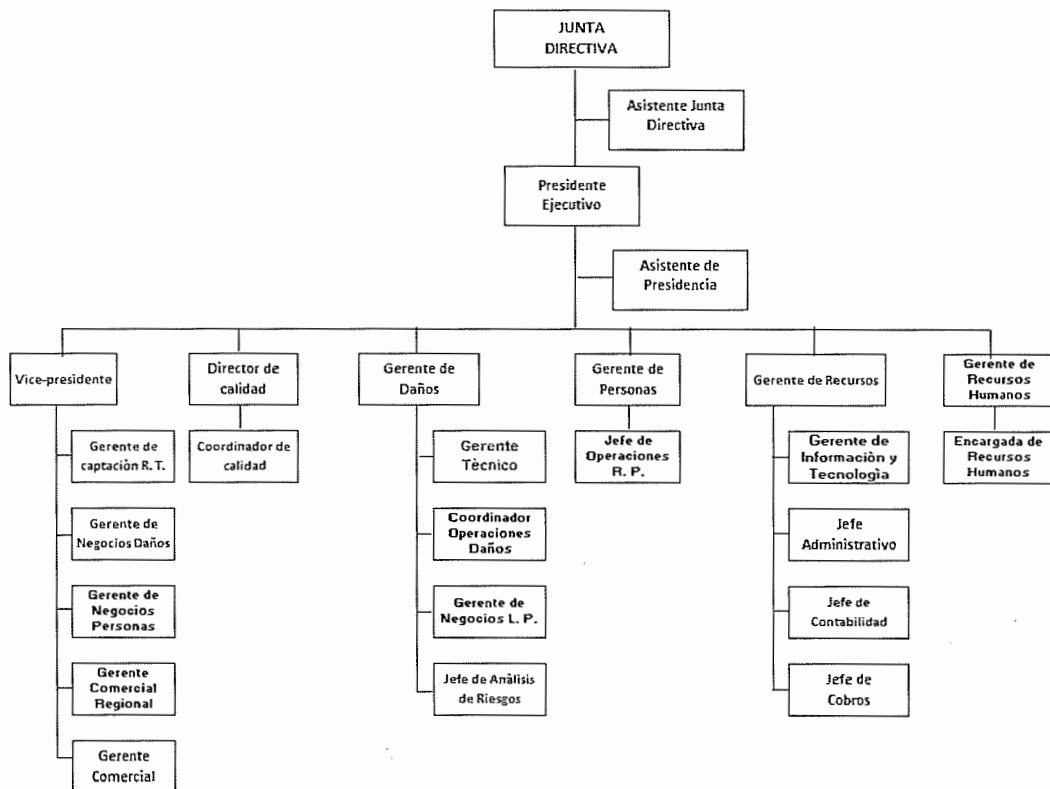 JUNTA
DIRECTIVA
Asistente Junta
Directiva
Presidente
Ejecutivo
Asistente de
Presidencia
Vice-presidente
Director de
calidad
Gerente de
Daños
Gerente de
Personas
Gerente de Recursos
Gerente de
Recursos
Humanos
Gerente de
captaciòn R. T.
Coordinador de
calidad
Gerente
Tècnico
Jefe de
Operaciones
R. P.
Gerente de
Informaciòn y
Tecnologìa
Encargada de
Recursos
Humanos
Gerente de
Negocios Daños
Coordinador
Operaciones
Daños
Jefe
Administrativo
Gerente de
Negocios
Personas
Gerente de
Negocios L. P.
Jefe de
Contabilidad
Gerente
Comercial
Regional
Jefe de Anàlisis
de Riesgos
Jefe de
Cobros
Gerente
Comercial